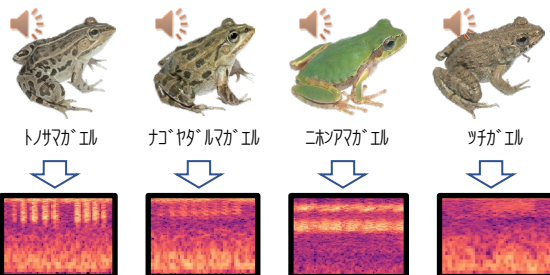 ﾄﾉｻﾏｶﾞｴﾙ
ﾅｺﾞﾔﾀﾞﾙﾏｶﾞｴﾙ
ﾆﾎﾝｱﾏｶﾞｴﾙ
ﾂﾁｶﾞｴﾙ